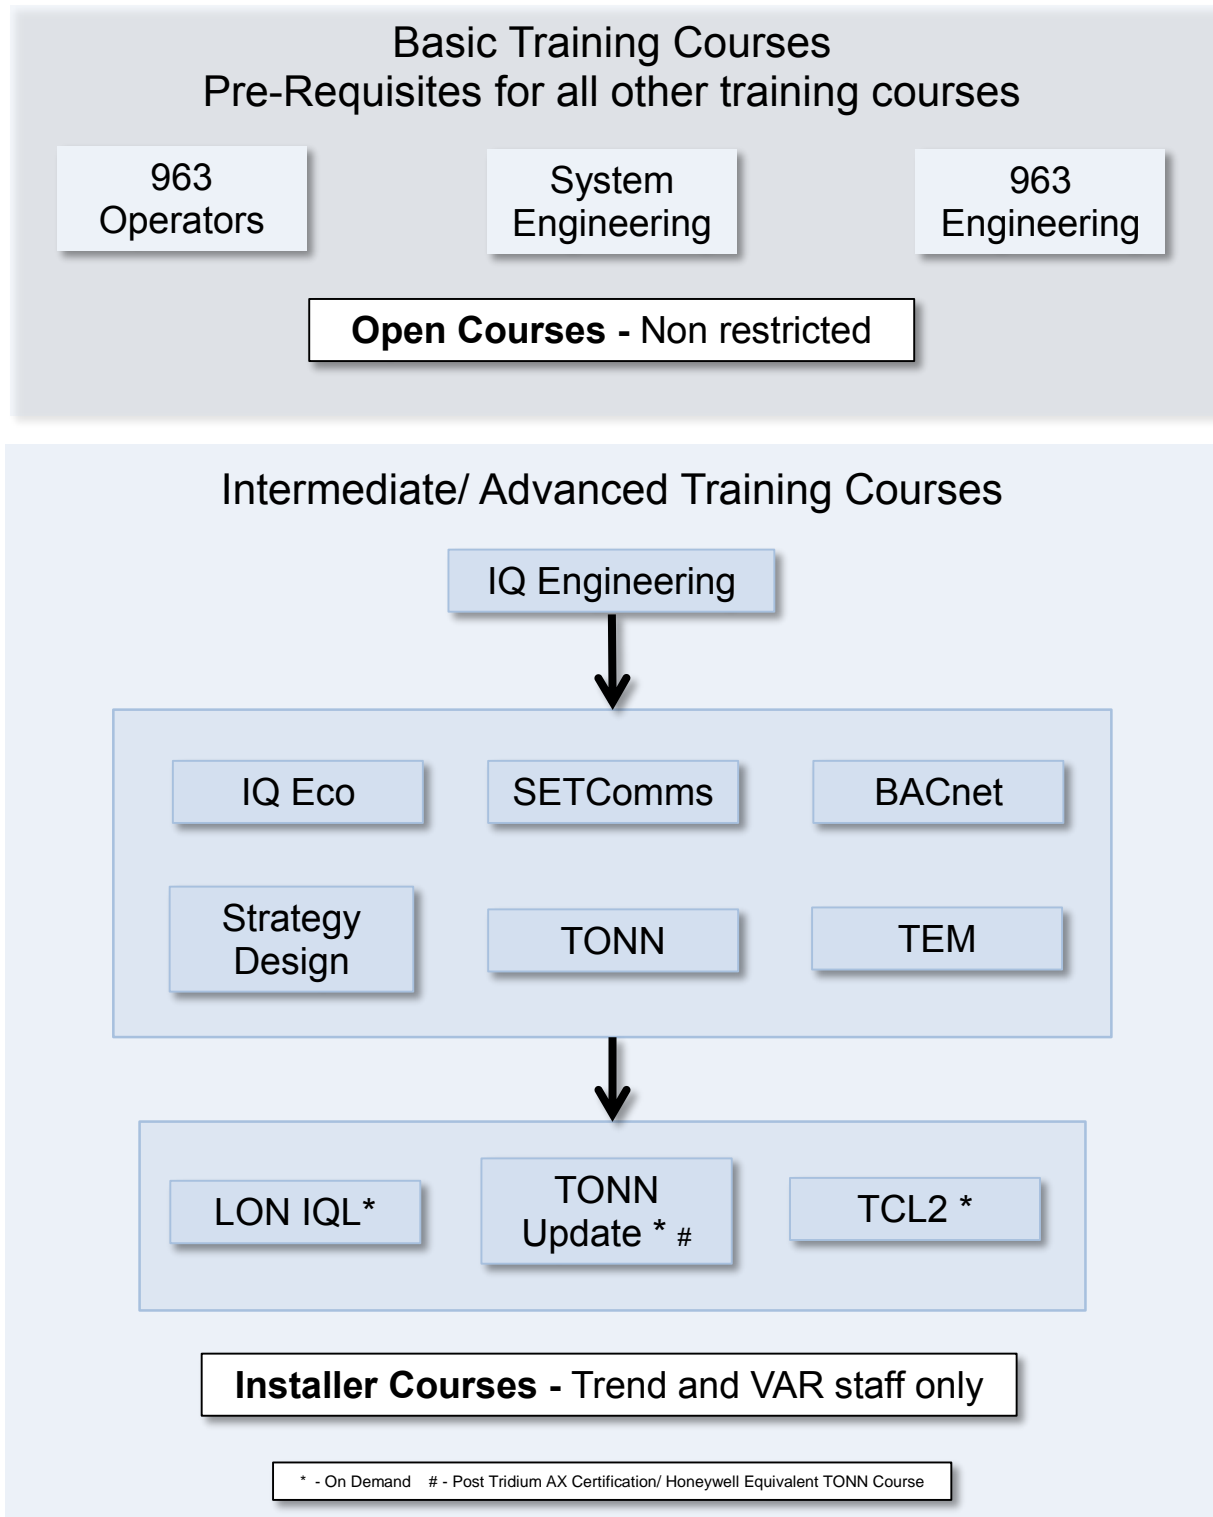 Basic Training Courses
Pre-Requisites for all other training courses
963
Operators
System
Engineering
963
Engineering
Open Courses - Non restricted
Intermediate/ Advanced Training Courses
IQ Engineering
IQ Eco
SETComms
BACnet
Strategy
Design
TONN
TEM
LON IQL*
TONN
Update * #
TCL2 *
Installer Courses - Trend and VAR staff only
* - On Demand # - Post Tridium AX Certification/ Honeywell Equivalent TONN Course